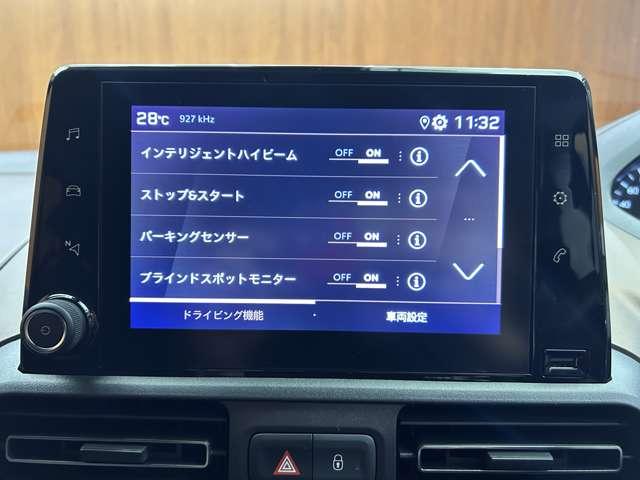 28°C 927 kHz 11:32
インテリジェントハイビーム OFF ON
ストップ&スタート OFF ON
パーキングセンサー OFF ON
ブラインドスポットモニター OFF ON
ドライビング機能 車両設定
N
60
40